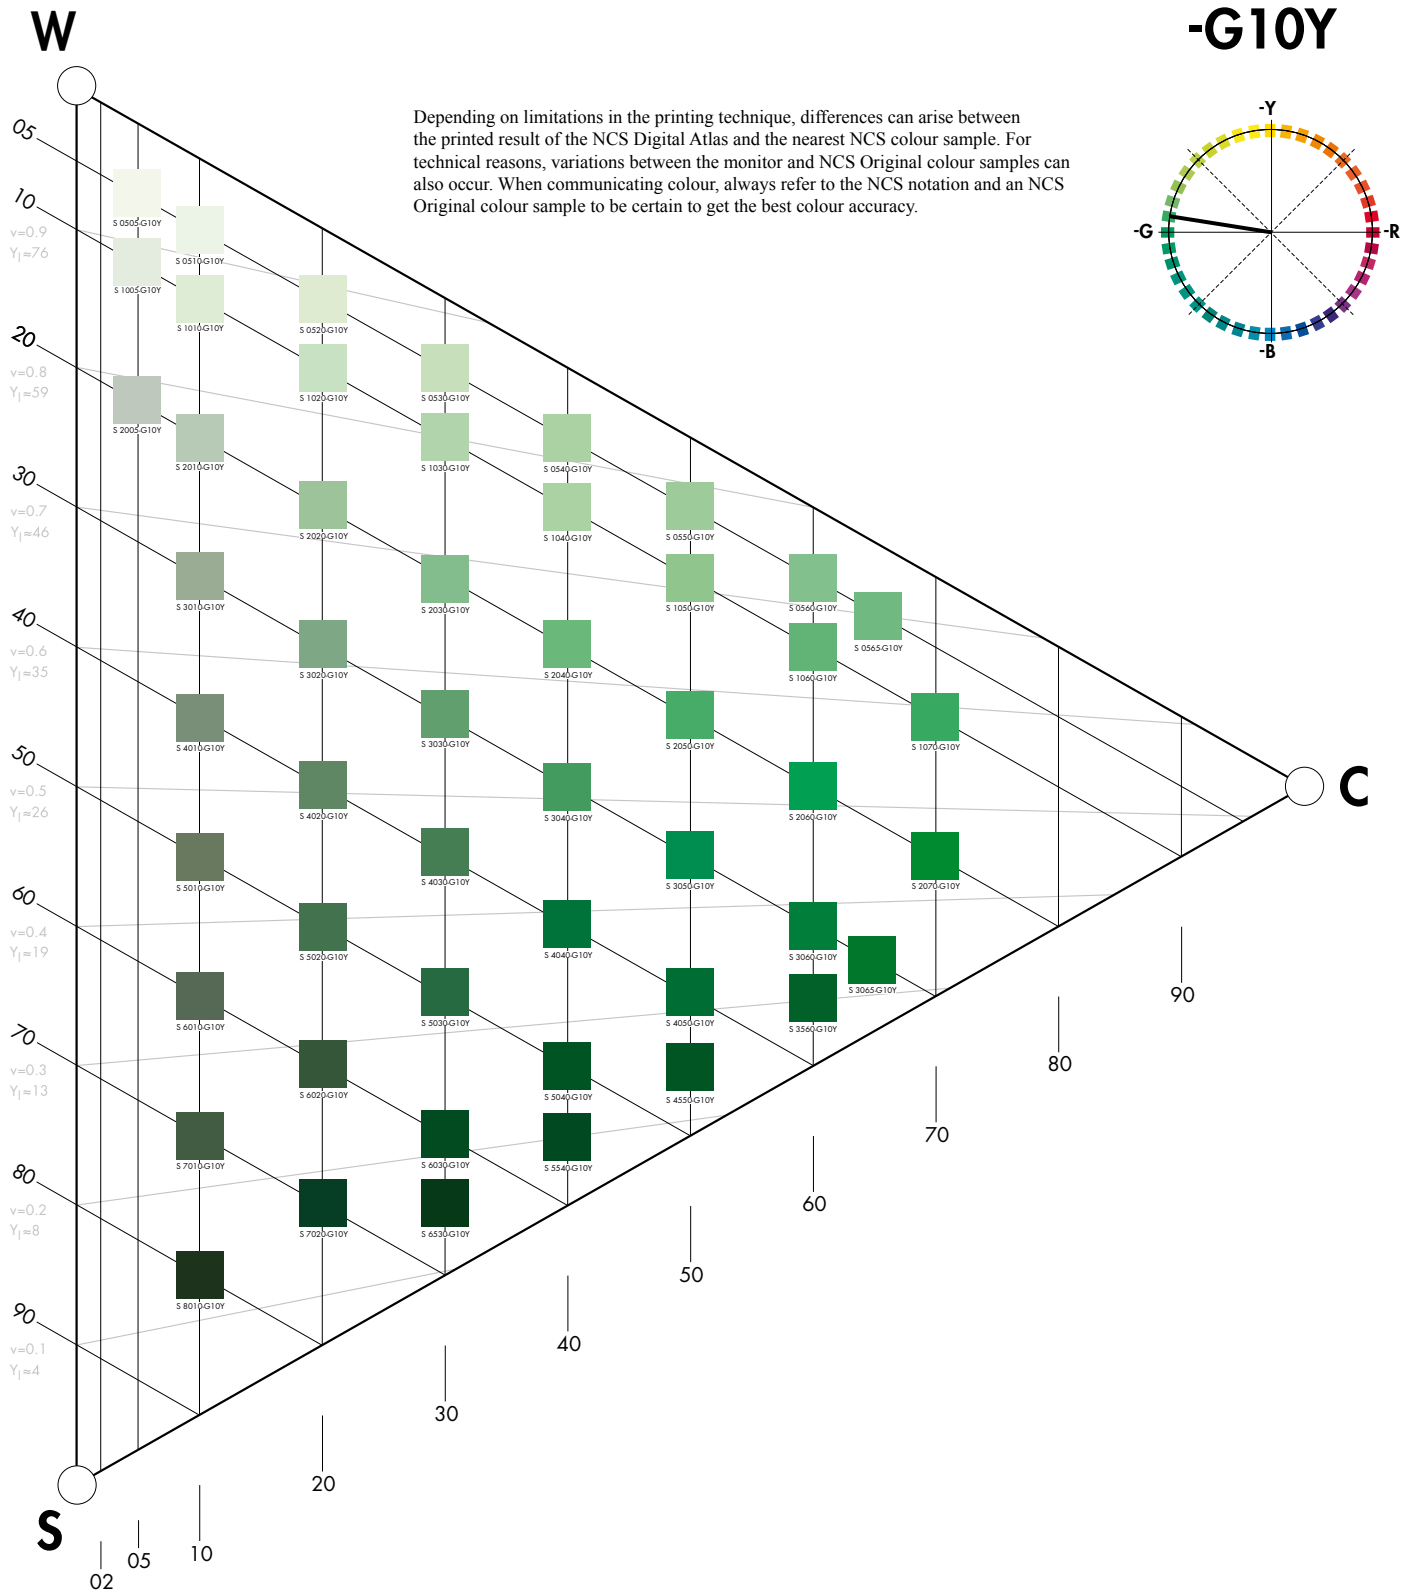 W
-G10Y
Depending on limitations in the printing technique, differences can arise between
the printed result of the NCS Digital Atlas and the nearest NCS colour sample. For
technical reasons, variations between the monitor and NCS Original colour samples can
also occur. When communicating colour, always refer to the NCS notation and an NCS
Original colour sample to be certain to get the best colour accuracy.
-Y
-G
-R
-B
05
10
v=0.9
Y|≈76
20
v=0.8
Y|≈59
30
v=0.7
Y|≈46
40
v=0.6
Y|≈35
50
v=0.5
Y|≈26
60
v=0.4
Y|≈19
70
v=0.3
Y|≈13
80
v=0.2
Y|≈8
90
v=0.1
Y|≈4
S 0505-G10Y
S 0510-G10Y
S 1005-G10Y
S 1010-G10Y
S 0520-G10Y
S 1020-G10Y
S 0530-G10Y
S 2005-G10Y
S 2010-G10Y
S 1030-G10Y
S 0540-G10Y
S 2020-G10Y
S 1040-G10Y
S 0550-G10Y
S 3010-G10Y
S 2030-G10Y
S 1050-G10Y
S 0560-G10Y
S 0565-G10Y
S 3020-G10Y
S 2040-G10Y
S 1060-G10Y
S 4010-G10Y
S 3030-G10Y
S 2050-G10Y
S 1070-G10Y
S 4020-G10Y
S 3040-G10Y
S 2060-G10Y
C
S 5010-G10Y
S 4030-G10Y
S 3050-G10Y
S 2070-G10Y
S 5020-G10Y
S 4040-G10Y
S 3060-G10Y
S 3065-G10Y
S 6010-G10Y
S 5030-G10Y
S 4050-G10Y
S 3560-G10Y
S 6020-G10Y
S 5040-G10Y
S 4550-G10Y
S 7010-G10Y
S 6030-G10Y
S 5540-G10Y
S 7020-G10Y
S 6530-G10Y
S 8010-G10Y
S
02
05
10
20
30
40
50
60
70
80
90